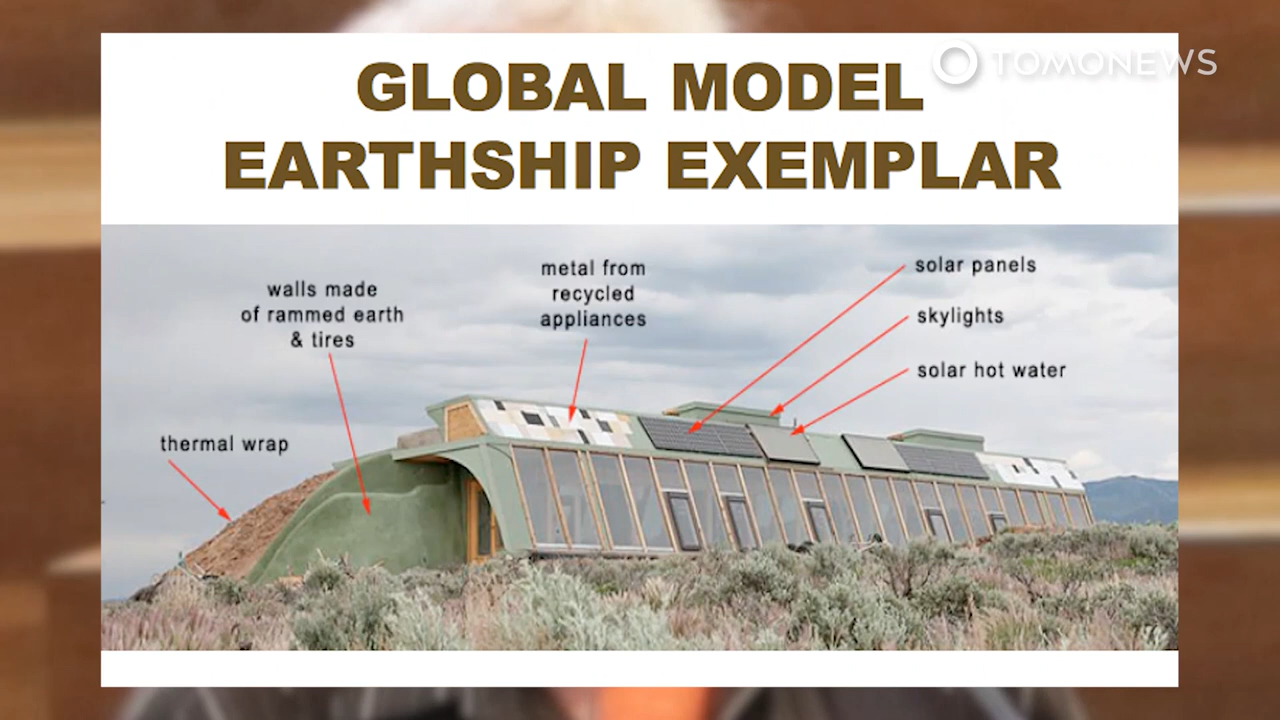 TOMONEWS
GLOBAL MODEL
EARTHSHIP EXEMPLAR
walls made
of rammed earth
& tires
metal from
recycled
appliances
solar panels
skylights
solar hot water
thermal wrap